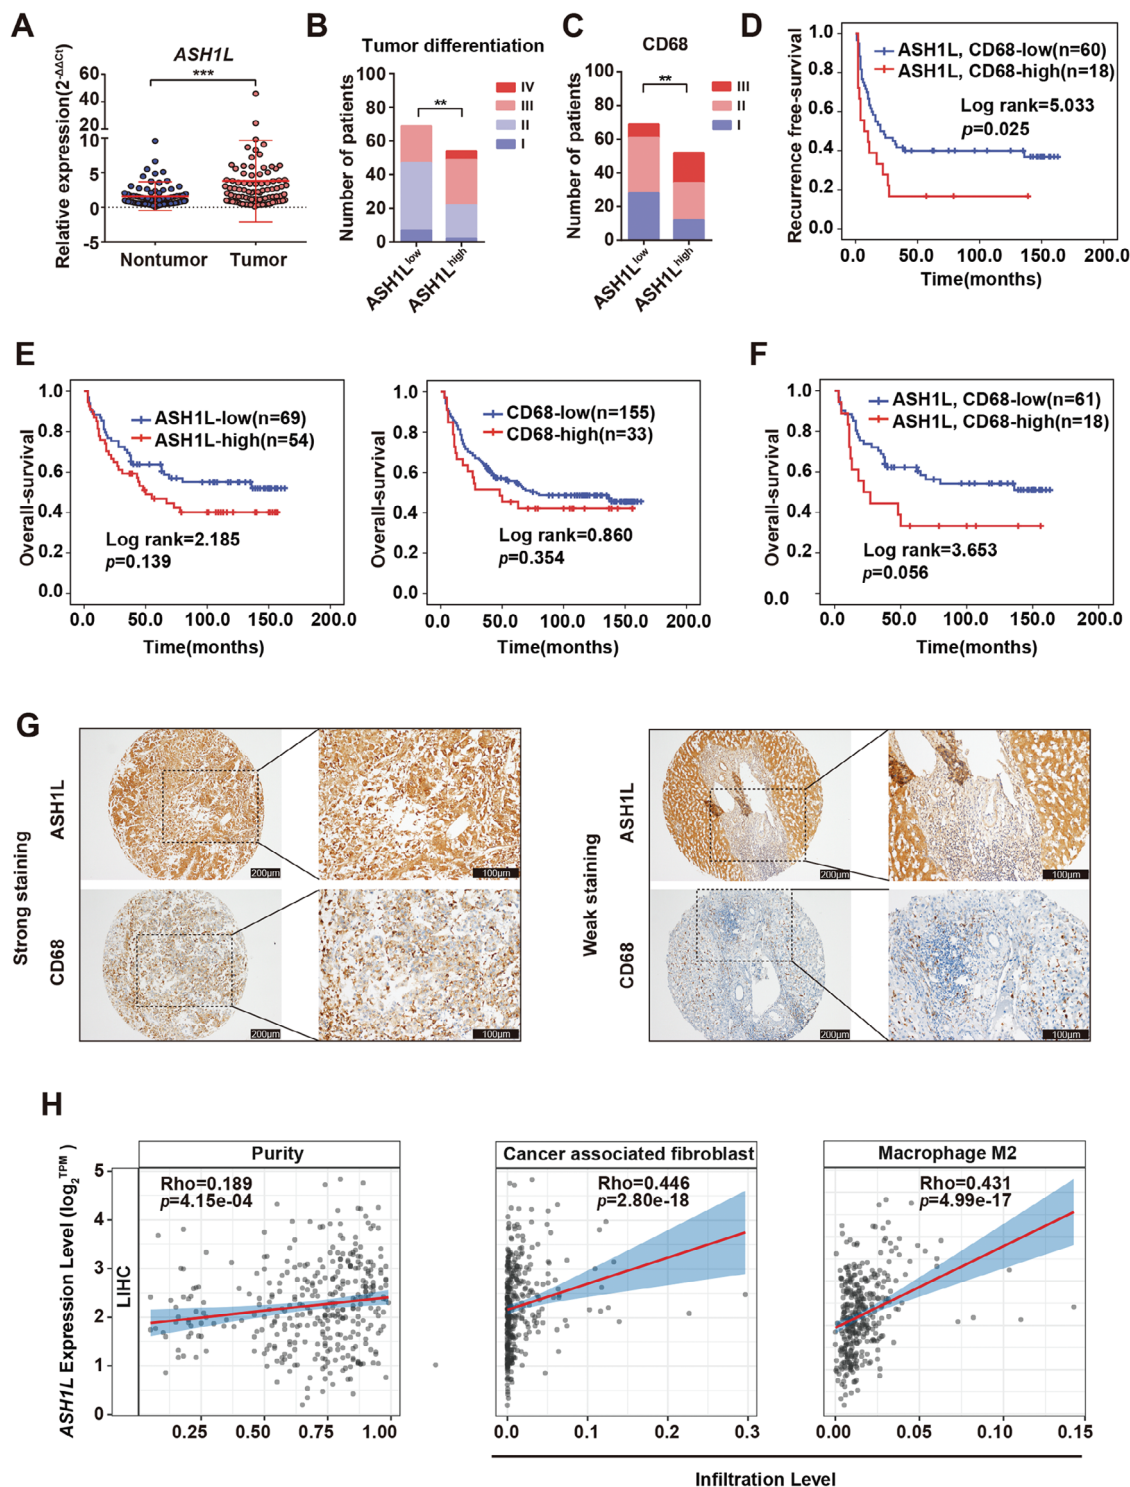 A
ASH1L
Relative expression(2^-ΔΔCt)
60
40
20
10
5
0
-5
***
Nontumor
Tumor
B
Tumor differentiation
Number of patients
100
80
60
40
20
0
**
IV
III
II
I
ASH1L^low
ASH1L^high
C
CD68
Number of patients
100
80
60
40
20
0
**
III
II
I
ASH1L^low
ASH1L^high
D
Recurrence free-survival
1.0
0.8
0.6
0.4
0.2
0.0
ASH1L, CD68-low(n=60)
ASH1L, CD68-high(n=18)
Log rank=5.033
p=0.025
0.0 50.0 100.0 150.0 200.0
Time(months)
E
Overall-survival
1.0
0.8
0.6
0.4
0.2
0.0
ASH1L-low(n=69)
ASH1L-high(n=54)
Log rank=2.185
p=0.139
0.0 50.0 100.0 150.0 200.0
Time(months)
Overall-survival
1.0
0.8
0.6
0.4
0.2
0.0
CD68-low(n=155)
CD68-high(n=33)
Log rank=0.860
p=0.354
0.0 50.0 100.0 150.0 200.0
Time(months)
F
Overall-survival
1.0
0.8
0.6
0.4
0.2
0.0
ASH1L, CD68-low(n=61)
ASH1L, CD68-high(n=18)
Log rank=3.653
p=0.056
0.0 50.0 100.0 150.0 200.0
Time(months)
G
Strong staining
ASH1L
200μm
100μm
CD68
200μm
100μm
Weak staining
ASH1L
200μm
100μm
CD68
200μm
100μm
H
ASH1L Expression Level (log2^TPM)
LIHC
5
4
3
2
1
0
Purity
Rho=0.189
p=4.15e-04
0.25 0.50 0.75 1.00
Cancer associated fibroblast
Rho=0.446
p=2.80e-18
0.0 0.1 0.2 0.3
Macrophage M2
Rho=0.431
p=4.99e-17
0.00 0.05 0.10 0.15
Infiltration Level